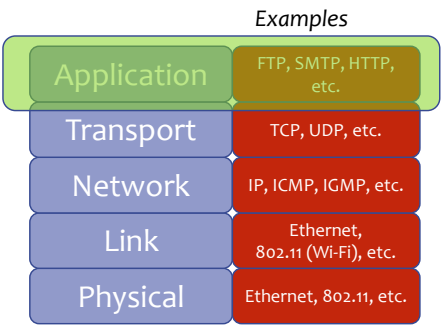 Examples
Application
FTP, SMTP, HTTP,
etc.
Transport
TCP, UDP, etc.
Network
IP, ICMP, IGMP, etc.
Link
Ethernet,
802.11 (Wi-Fi), etc.
Physical
Ethernet, 802.11, etc.